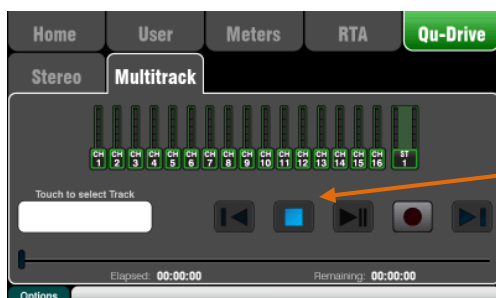 Home User Meters RTA Qu-Drive
Stereo Multitrack
CH 1 CH 2 CH 3 CH 4 CH 5 CH 6 CH 7 CH 8 CH 9 CH 10 CH 11 CH 12 CH 13 CH 14 CH 15 CH 16 ST 1
Touch to select Track
Elapsed: 00:00:00 Remaining: 00:00:00
Options